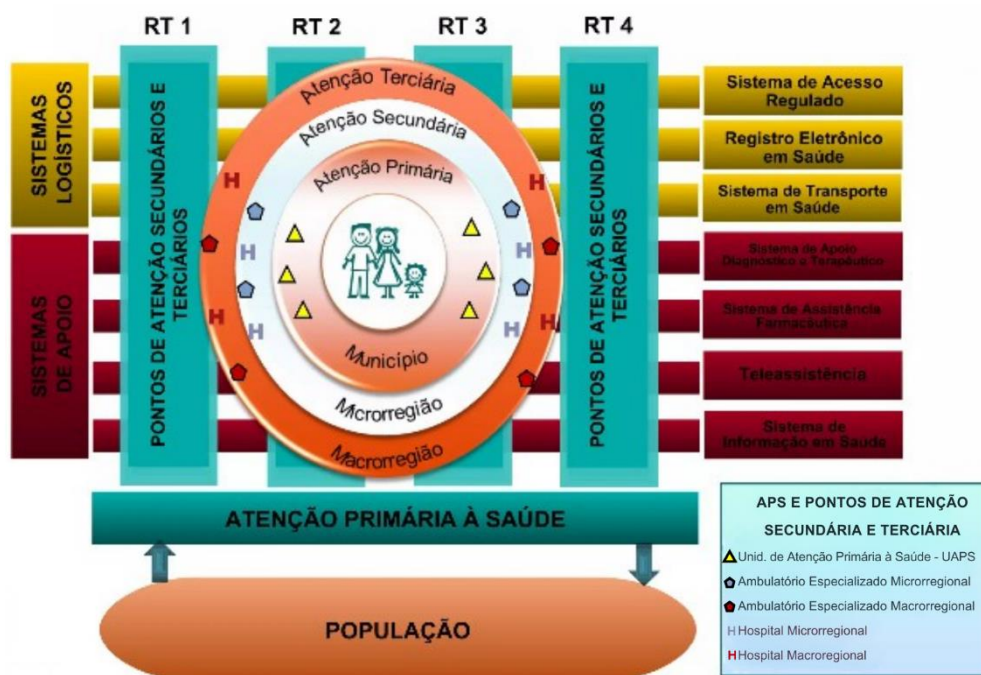 RT 1
RT 2
RT 3
RT 4
SISTEMAS
LOGÍSTICOS
SISTEMAS
DE APOIO
PONTOS DE ATENÇÃO SECUNDÁRIOS E
TERCIÁRIOS
Atenção Terciária
Atenção Secundária
Atenção Primária
H
H
H
H
H
H
H
H
Município
Microrregião
Macrorregião
PONTOS DE ATENÇÃO SECUNDÁRIOS E
TERCIÁRIOS
Sistema de Acesso
Regulado
Registro Eletrônico
em Saúde
Sistema de Transporte
em Saúde
Sistema de Apoio
Diagnóstico e Terapêutico
Sistema de Assistência
Farmacêutica
Teleassistência
Sistema de
Informação em Saúde
ATENÇÃO PRIMÁRIA À SAÚDE
POPULAÇÃO
APS E PONTOS DE ATENÇÃO
SECUNDÁRIA E TERCIÁRIA
Unid. de Atenção Primária à Saúde - UAPS
Ambulatório Especializado Microrregional
Ambulatório Especializado Macrorregional
H Hospital Microrregional
H Hospital Macroregional